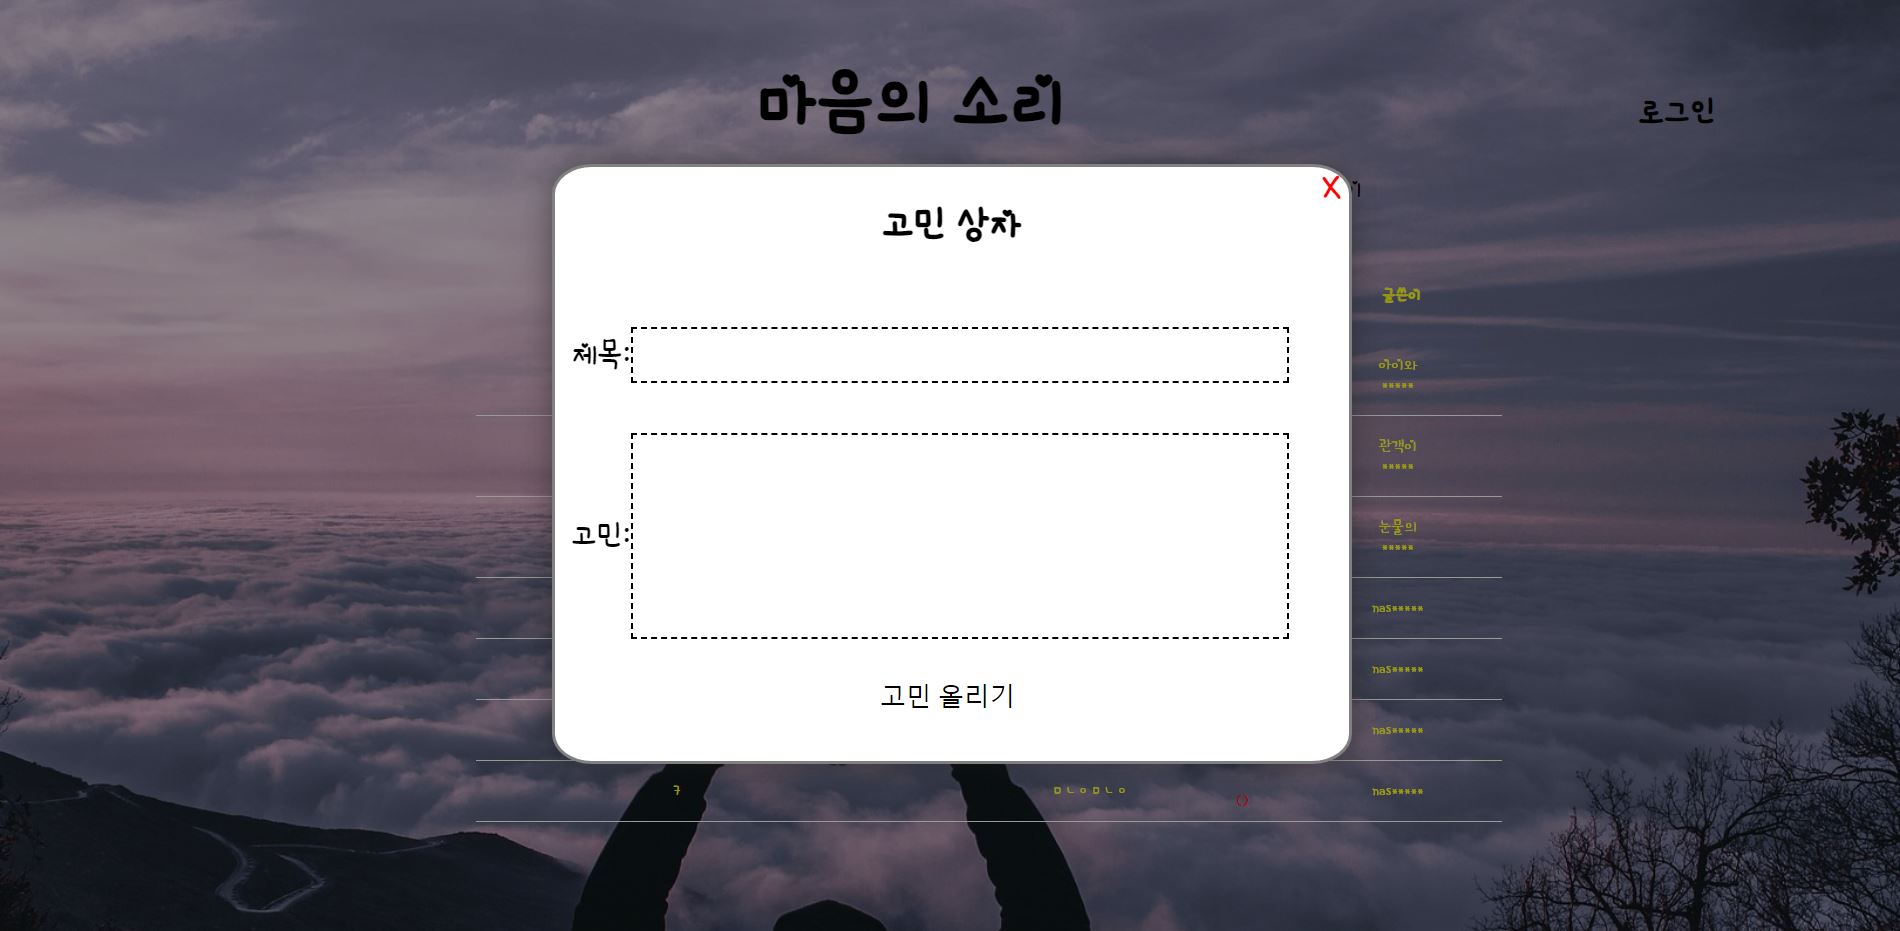 마음의 소리
로그인
X
고민 상자
글쓴이
제목:
아이와
*****
관객이
*****
고민:
눈물의
*****
nas*****
nas*****
고민 올리기
nas*****
7 ㅁㄴㅇㅁㄴㅇ () nas*****